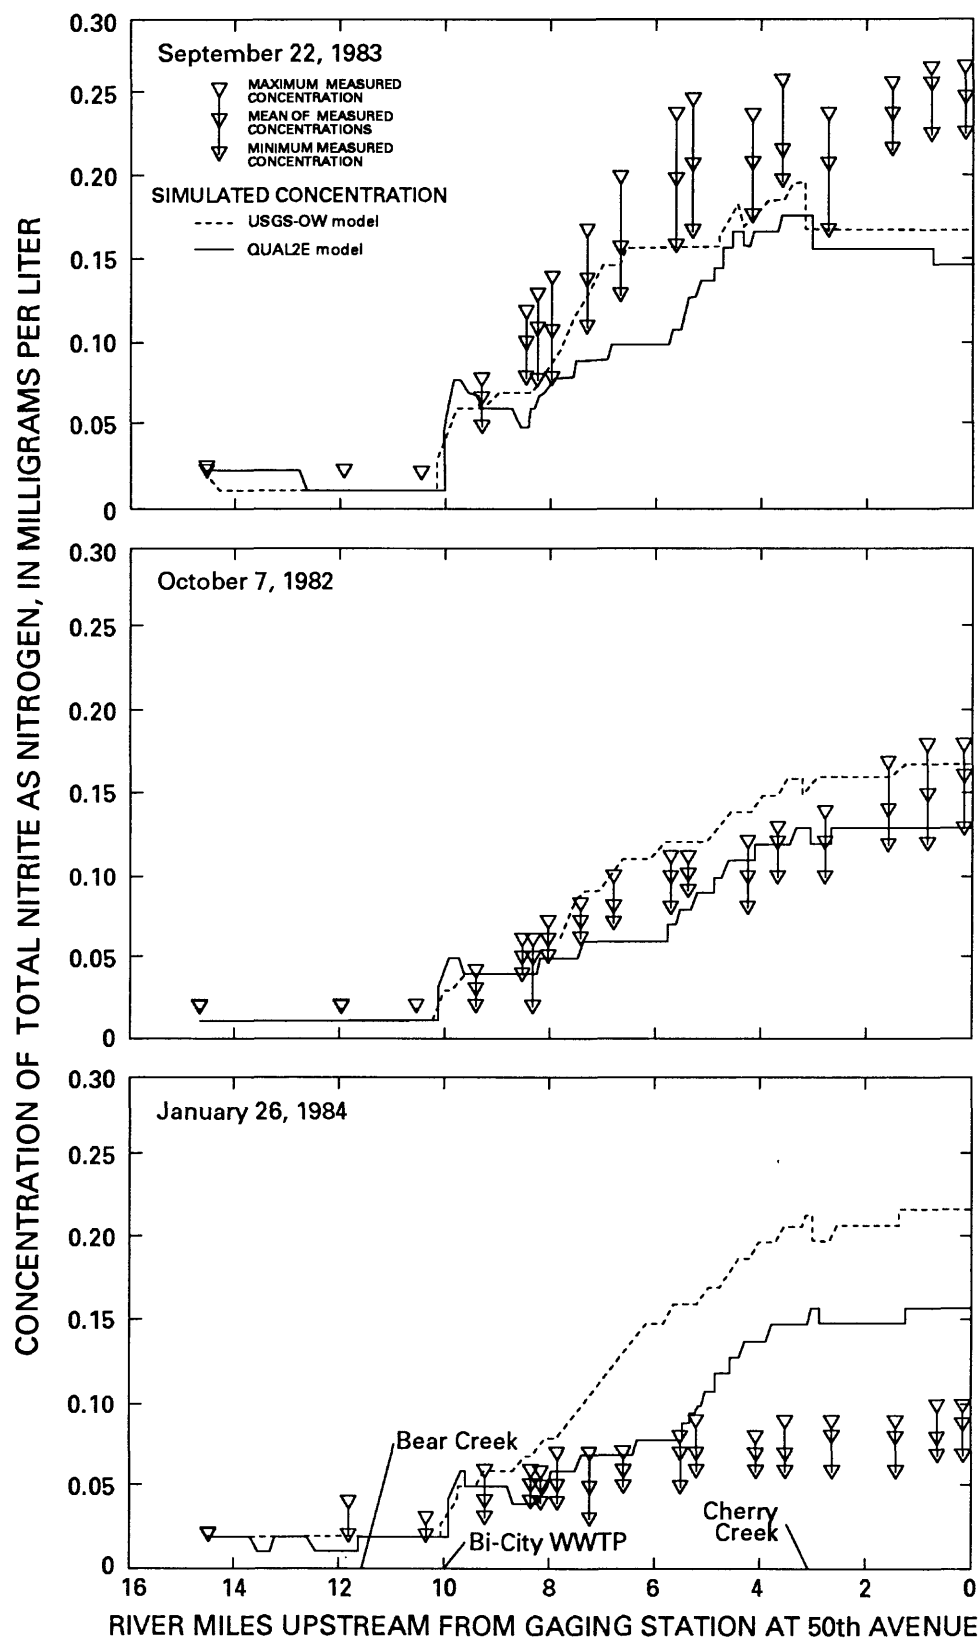 CONCENTRATION OF TOTAL NITRITE AS NITROGEN, IN MILLIGRAMS PER LITER
0.30
0.25
0.20
0.15
0.10
0.05
0
September 22, 1983
MAXIMUM MEASURED
CONCENTRATION
MEAN OF MEASURED
CONCENTRATIONS
MINIMUM MEASURED
CONCENTRATION
SIMULATED CONCENTRATION
USGS-OW model
QUAL2E model
0.30
0.25
0.20
0.15
0.10
0.05
0
October 7, 1982
0.30
0.25
0.20
0.15
0.10
0.05
0
January 26, 1984
Bear Creek
Bi-City WWTP
Cherry
Creek
16 14 12 10 8 6 4 2 0
RIVER MILES UPSTREAM FROM GAGING STATION AT 50th AVENUE